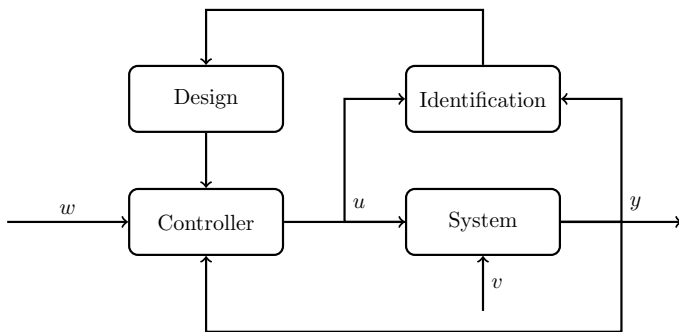 Design
Identification
w
Controller
u
System
y
v